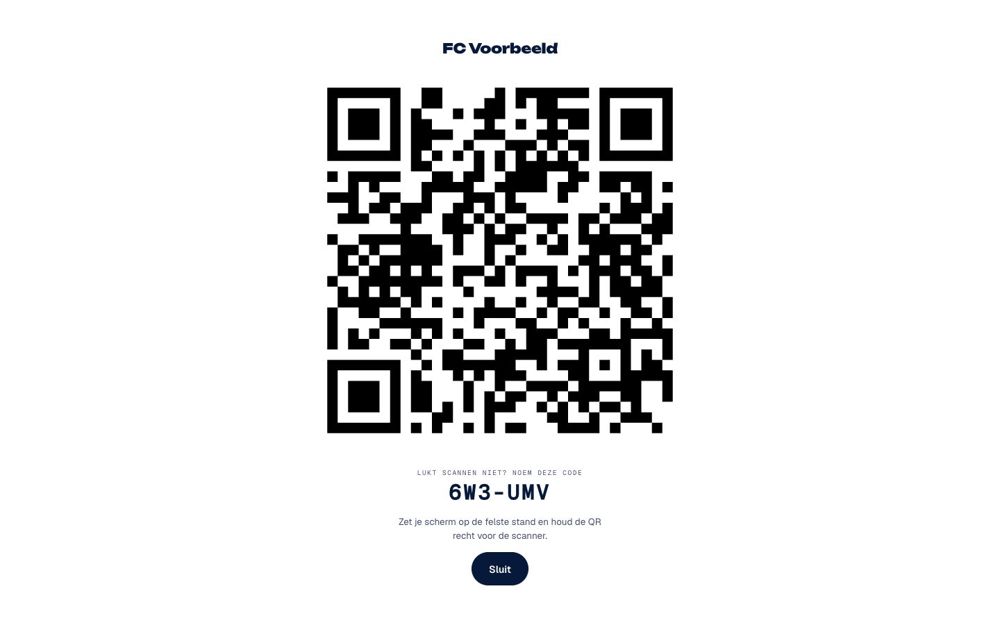 FC Voorbeeld
LUKT SCANNEN NIET? NOEM DEZE CODE
6W3-UMV
Zet je scherm op de felste stand en houd de QR
recht voor de scanner.
Sluit